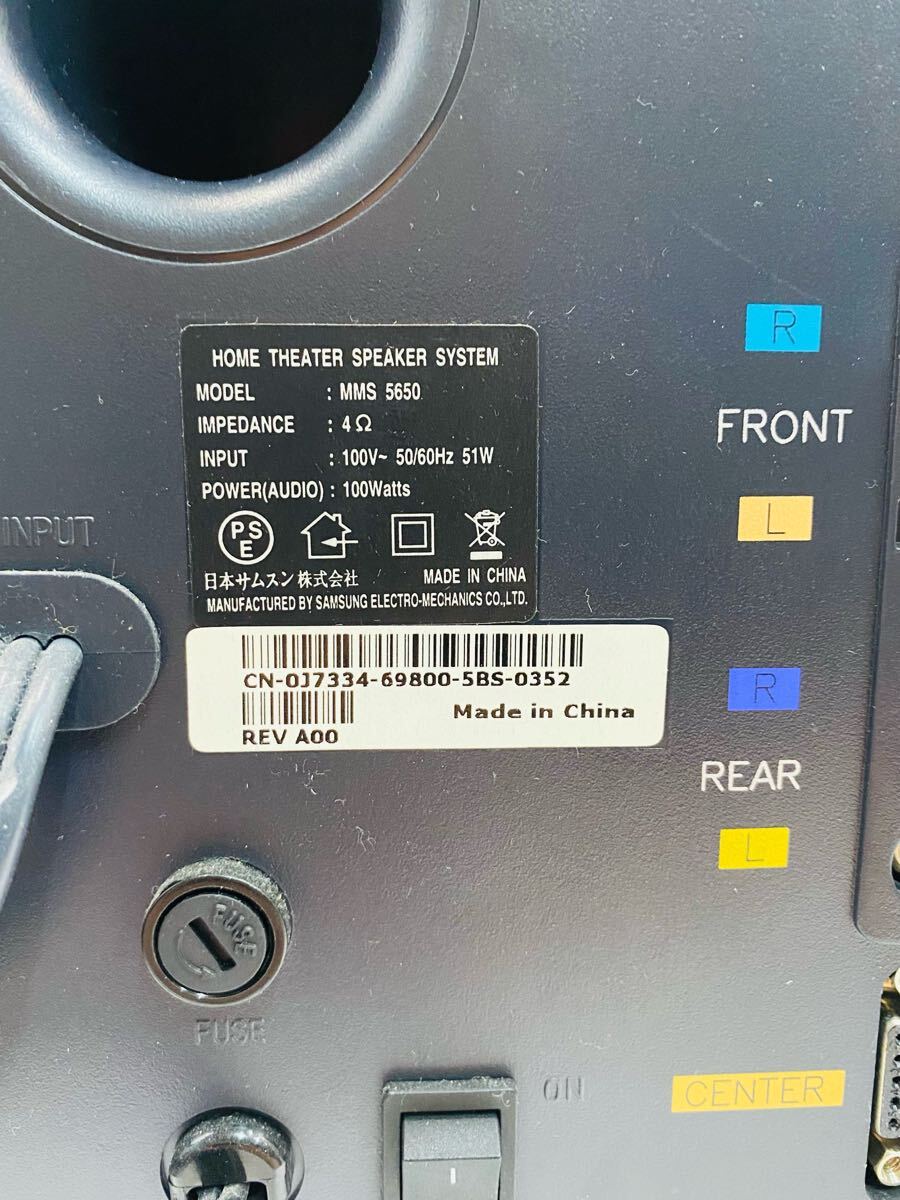 HOME THEATER SPEAKER SYSTEM
MODEL : MMS 5650
IMPEDANCE : 4Ω
INPUT : 100V~ 50/60Hz 51W
POWER(AUDIO) : 100Watts
PSE
日本サムスン株式会社 MADE IN CHINA
MANUFACTURED BY SAMSUNG ELECTRO-MECHANICS CO.,LTD.
CN-0J7334-69800-5BS-0352
Made in China
REV A00
INPUT
R
FRONT
L
R
REAR
L
FUSE
FUSE
ON
CENTER